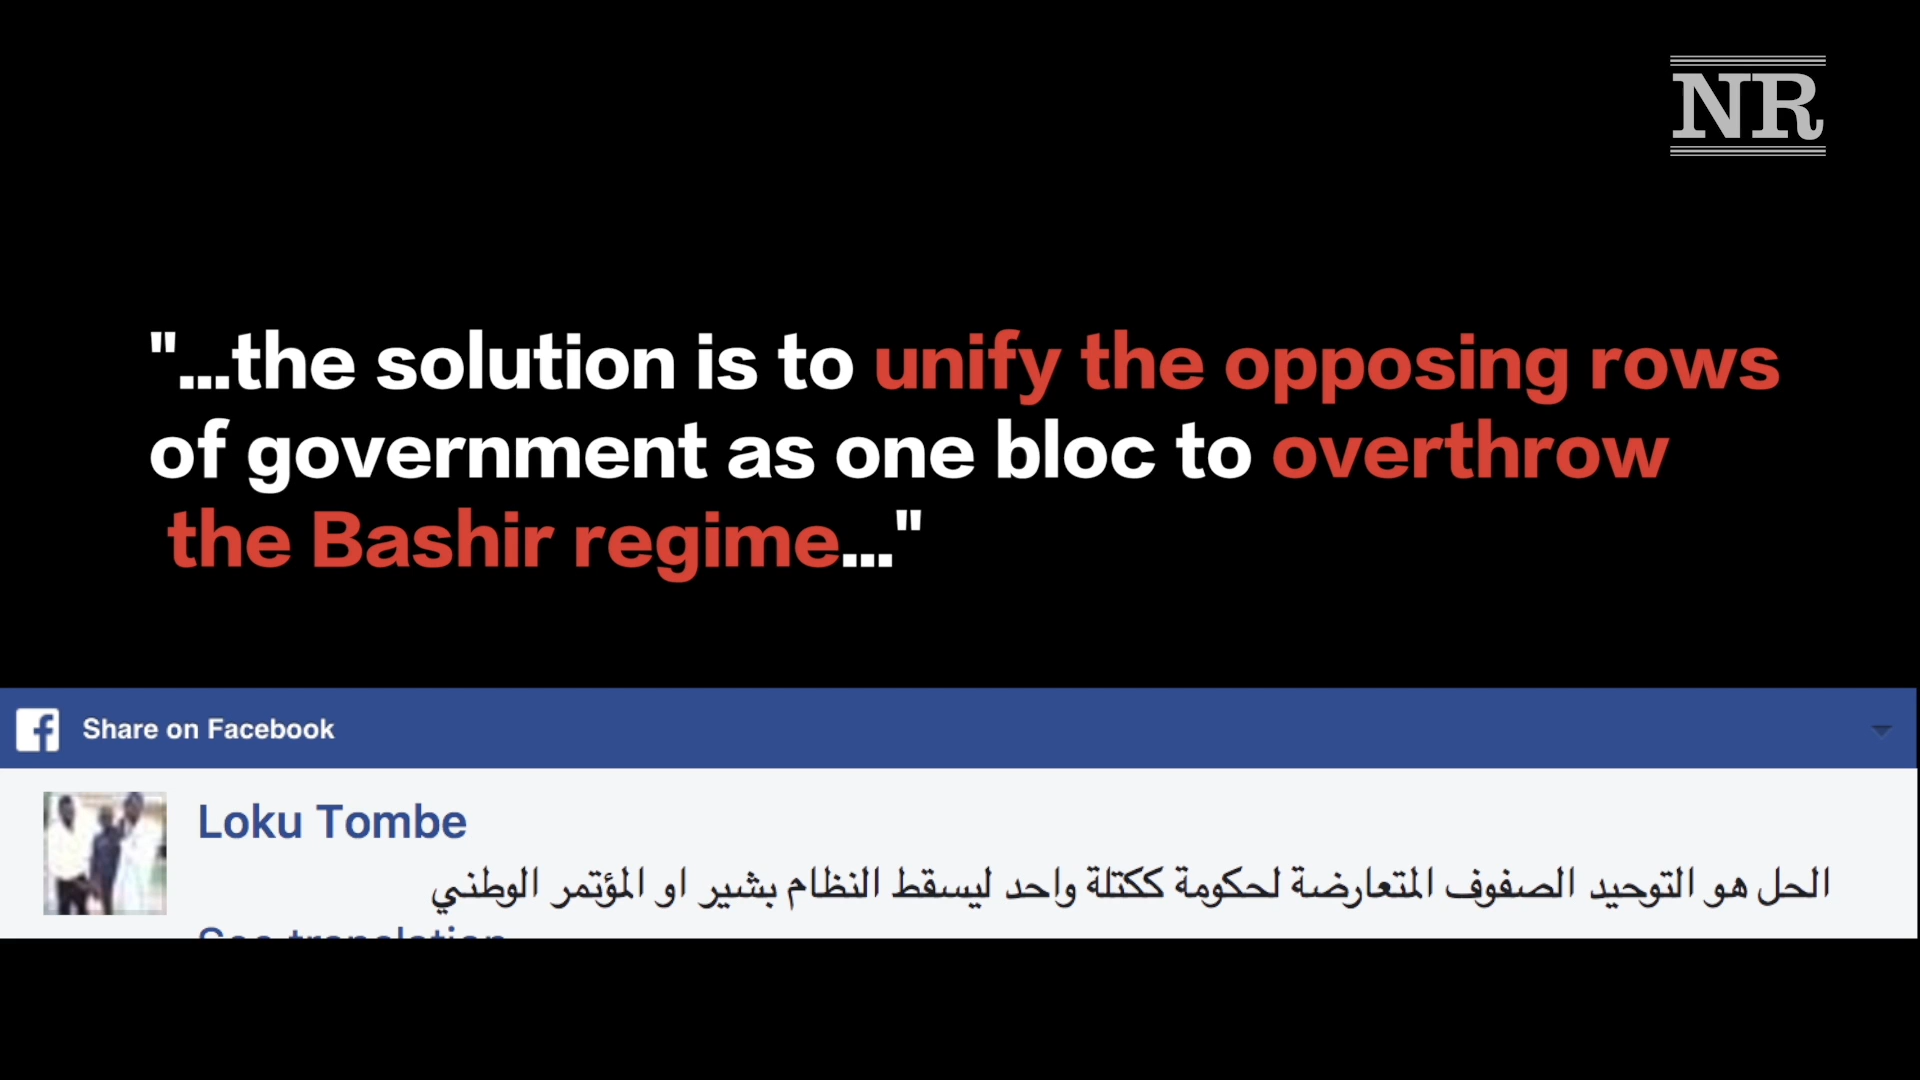 NR
"...the solution is to unify the opposing rows
of government as one bloc to overthrow
the Bashir regime..."
Share on Facebook
Loku Tombe
الحل هو التوحيد الصفوف المتعارضة لحكومة ككتلة واحد ليسقط النظام بشير او المؤتمر الوطني
See translation